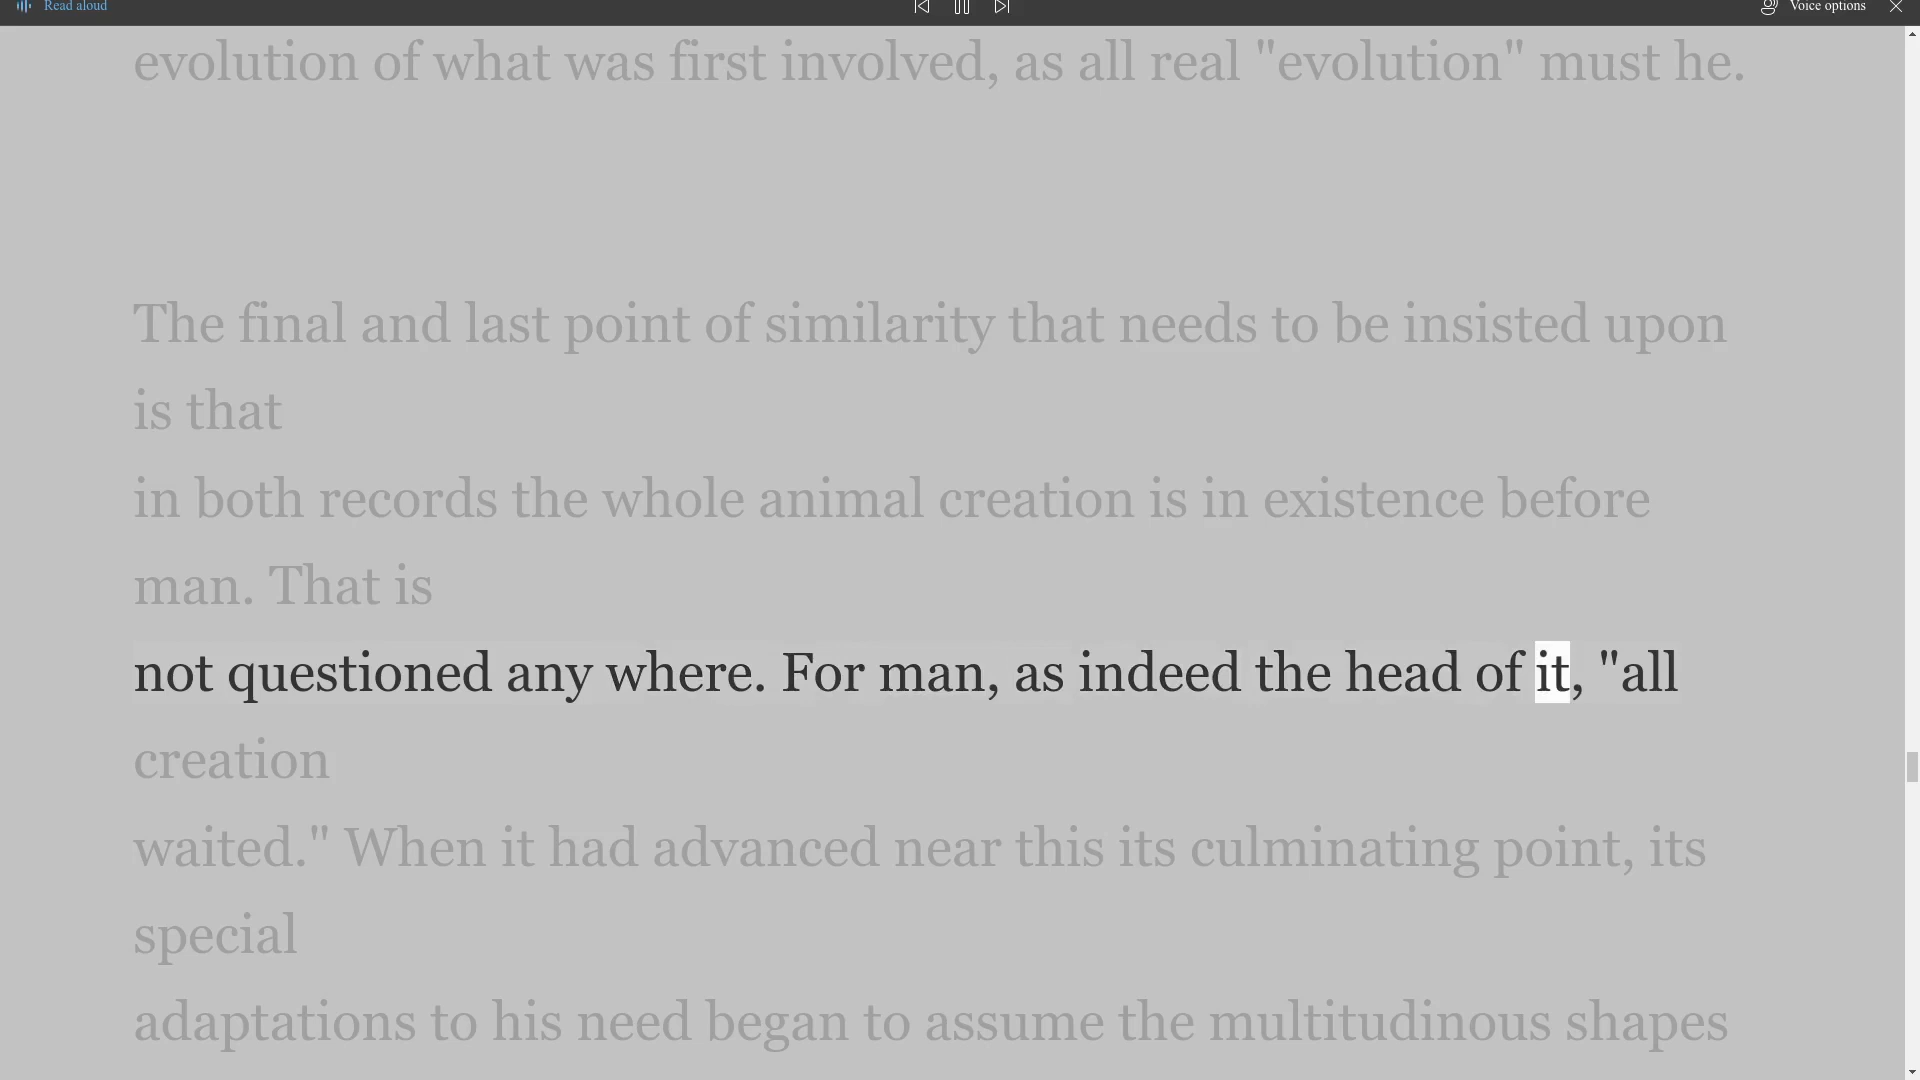 Read aloud
Voice options
evolution of what was first involved, as all real "evolution" must he.
The final and last point of similarity that needs to be insisted upon
is that
in both records the whole animal creation is in existence before
man. That is
not questioned any where. For man, as indeed the head of it, "all
creation
waited." When it had advanced near this its culminating point, its
special
adaptations to his need began to assume the multitudinous shapes